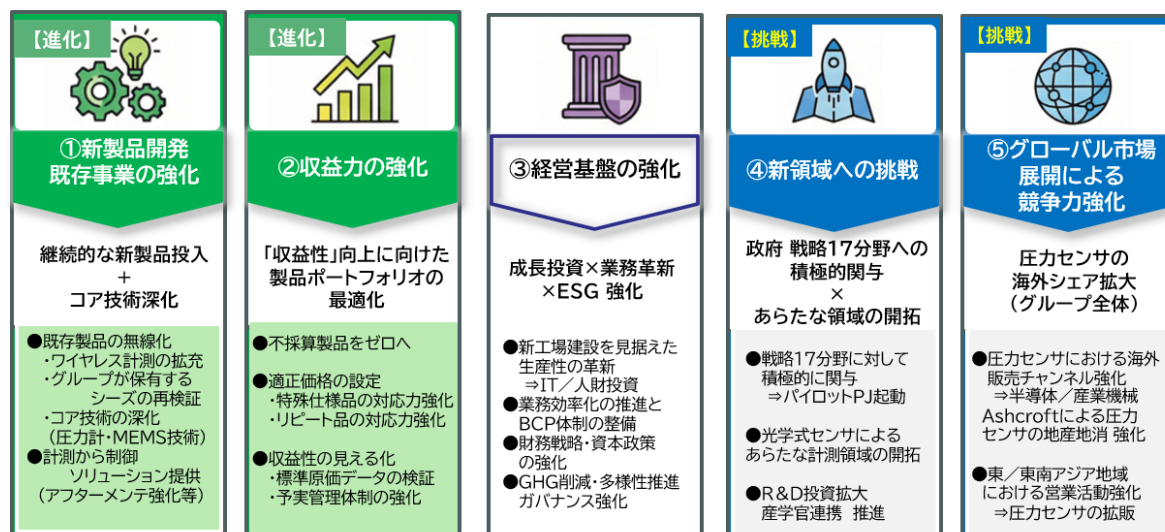 【進化】
①新製品開発
既存事業の強化
継続的な新製品投入
+
コア技術深化
●既存製品の無線化
・ワイヤレス計測の拡充
・グループが保有する
シーズの再検証
・コア技術の深化
（圧力計・MEMS技術）
●計測から制御
ソリューション提供
（アフターメンテ強化等）
【進化】
②収益力の強化
「収益性」向上に向けた
製品ポートフォリオの
最適化
●不採算製品をゼロへ
●適正価格の設定
・特殊仕様品の対応力強化
・リピート品の対応力強化
●収益性の見える化
・標準原価データの検証
・予実管理体制の強化
③経営基盤の強化
成長投資×業務革新
×ESG 強化
●新工場建設を見据えた
生産性の革新
⇒IT／人財投資
●業務効率化の推進と
BCP体制の整備
●財務戦略・資本政策
の強化
●GHG削減・多様性推進
ガバナンス強化
【挑戦】
④新領域への挑戦
政府 戦略17分野への
積極的関与
×
あらたな領域の開拓
●戦略17分野に対して
積極的に関与
⇒パイロットPJ起動
●光学式センサによる
あらたな計測領域の開拓
●R＆D投資拡大
産学官連携 推進
【挑戦】
⑤グローバル市場
展開による
競争力強化
圧力センサの
海外シェア拡大
（グループ全体）
●圧力センサにおける海外
販売チャンネル強化
⇒半導体／産業機械
Ashcroftによる圧力
センサの地産地消 強化
●東／東南アジア地域
における営業活動強化
⇒圧力センサの拡販